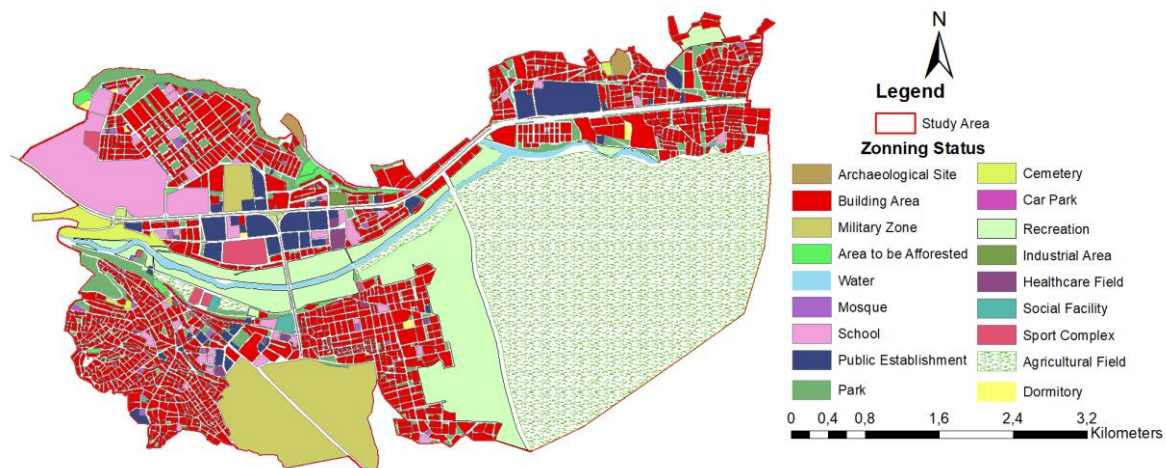 N
Legend
Study Area
Zonning Status
Archaeological Site
Building Area
Military Zone
Area to be Afforested
Water
Mosque
School
Public Establishment
Park
Cemetery
Car Park
Recreation
Industrial Area
Healthcare Field
Social Facility
Sport Complex
Agricultural Field
Dormitory
0 0,4 0,8 1,6 2,4 3,2
Kilometers